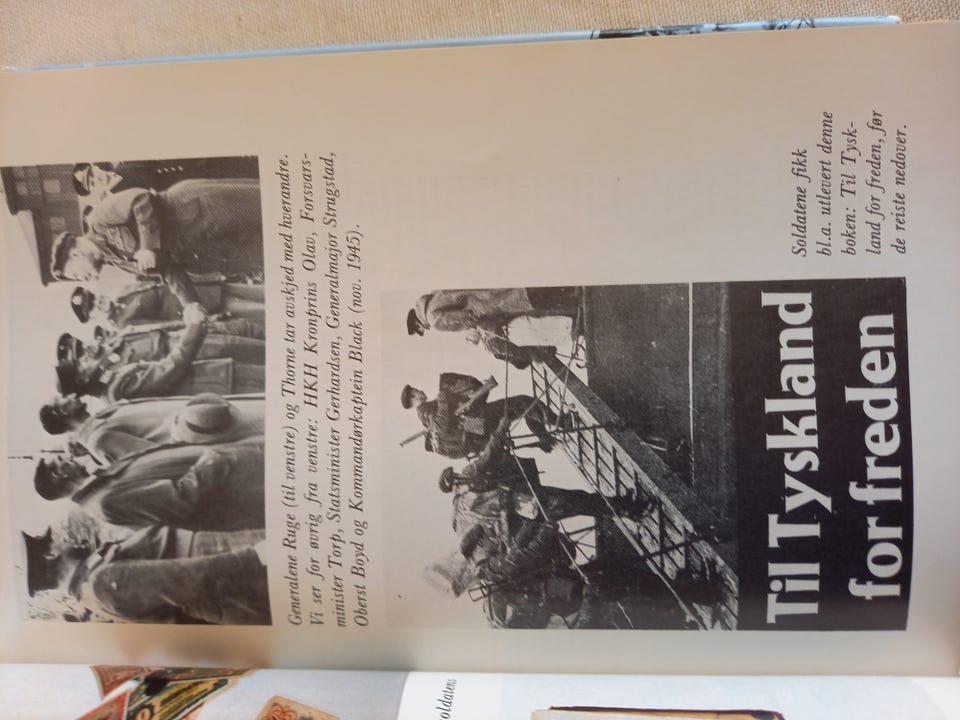 Generalene Ruge (til venstre) og Thorne tar avskjed med hverandre.
Vi ser for øvrig fra venstre: HKH Kronprins Olav, Forsvars-
minister Torp, Statsminister Gerhardsen, Generalmajor Strugstad,
Oberst Boyd og Kommandørkaptein Black (nov. 1945).
Til Tyskland
for freden
Soldatene fikk
bl.a. utlevert denne
boken: Til Tysk-
land for freden, før
de reiste nedover.
oldatens